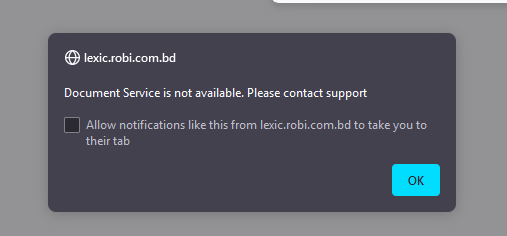 lexic.robi.com.bd
Document Service is not available. Please contact support
Allow notifications like this from lexic.robi.com.bd to take you to
their tab
OK